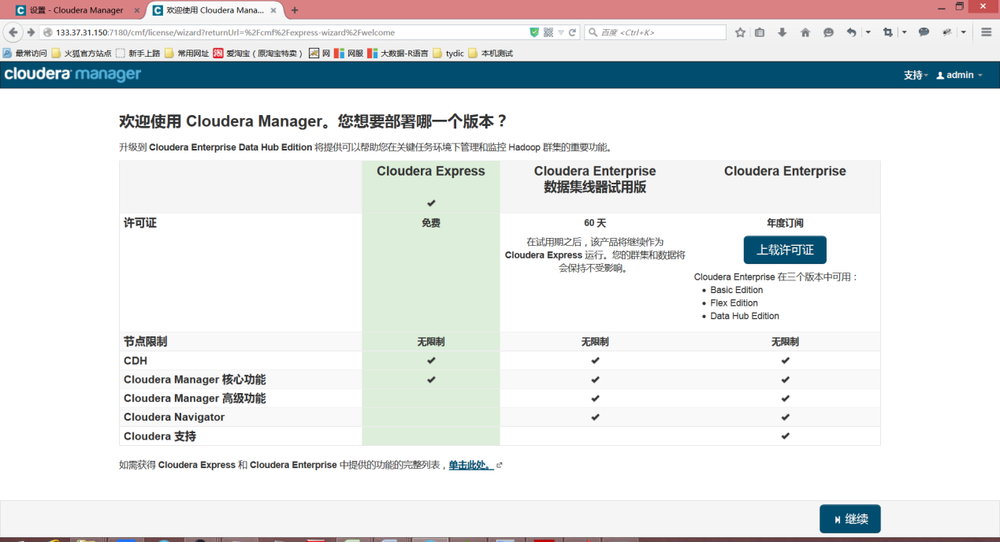 设置 - Cloudera Manager
欢迎使用 Cloudera Mana...
133.37.31.150:7180/cmf/license/wizard?returnUrl=%2Fcmf%2Fexpress-wizard%2Fwelcome
百度 <Ctrl+K>
最常访问 火狐官方站点 新手上路 常用网址 爱淘宝（原淘宝特卖） 网 网服 大数据-R语言 tydic 本机测试
cloudera manager
支持 admin
欢迎使用 Cloudera Manager。您想要部署哪一个版本？
升级到 Cloudera Enterprise Data Hub Edition 将提供可以帮助您在关键任务环境下管理和监控 Hadoop 群集的重要功能。
Cloudera Express
Cloudera Enterprise
数据集线器试用版
Cloudera Enterprise
许可证
免费
60 天
在试用期之后，该产品将继续作为
Cloudera Express 运行。您的群集和数据将
会保持不受影响。
年度订阅
上载许可证
Cloudera Enterprise 在三个版本中可用：
Basic Edition
Flex Edition
Data Hub Edition
节点限制 无限制 无限制 无限制
CDH
Cloudera Manager 核心功能
Cloudera Manager 高级功能
Cloudera Navigator
Cloudera 支持
如需获得 Cloudera Express 和 Cloudera Enterprise 中提供的功能的完整列表，单击此处。
继续